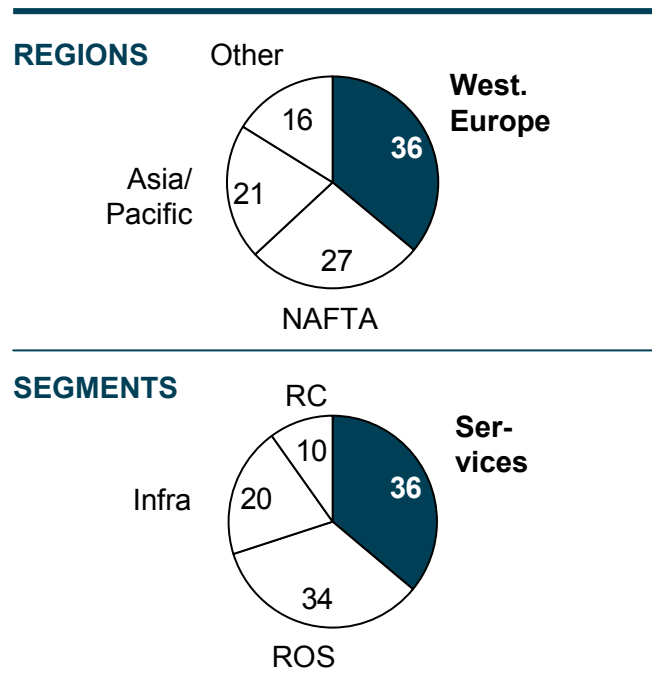 REGIONS
Other
West.
Europe
16
36
Asia/
Pacific
21
27
NAFTA
SEGMENTS
RC
Ser-
vices
10
36
Infra
20
34
ROS